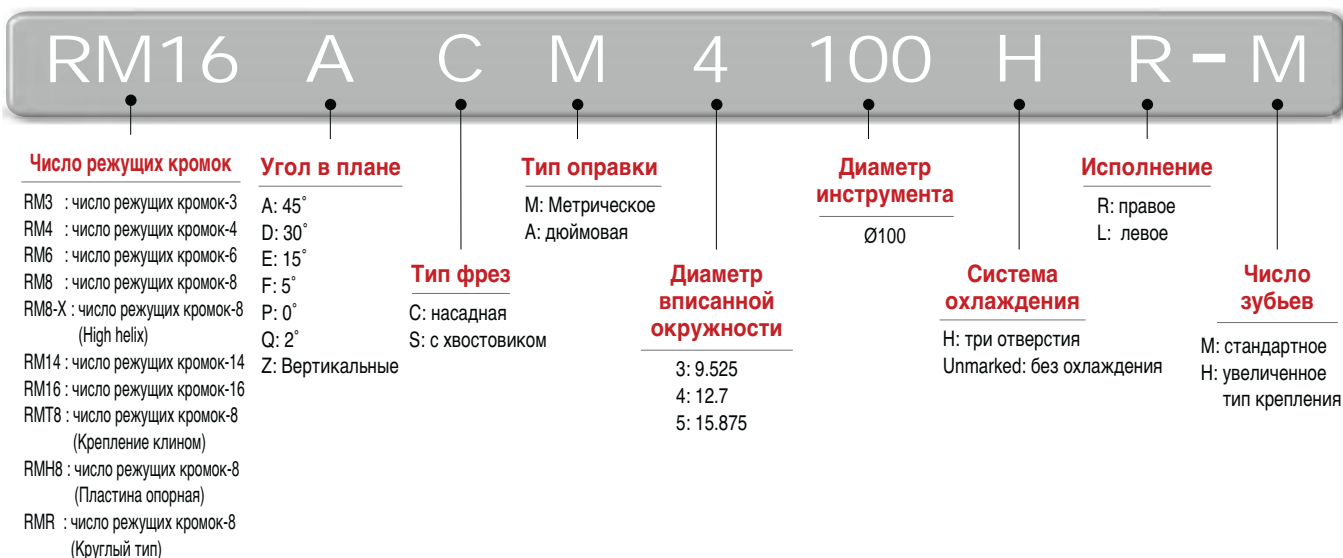 RM16 A C M 4 100 H R - M
Число режущих кромок
RM3 : число режущих кромок-3
RM4 : число режущих кромок-4
RM6 : число режущих кромок-6
RM8 : число режущих кромок-8
RM8-X : число режущих кромок-8
(High helix)
RM14 : число режущих кромок-14
RM16 : число режущих кромок-16
RMT8 : число режущих кромок-8
(Крепление клином)
RMH8 : число режущих кромок-8
(Пластина опорная)
RMR : число режущих кромок-8
(Круглый тип)
Угол в плане
A: 45˚
D: 30˚
E: 15˚
F: 5˚
P: 0˚
Q: 2˚
Z: Вертикальные
Тип фрез
C: насадная
S: с хвостовиком
Тип оправки
M: Метрическое
A: дюймовая
Диаметр
вписанной
окружности
3: 9.525
4: 12.7
5: 15.875
Диаметр
инструмента
Ø100
Система
охлаждения
H: три отверстия
Unmarked: без охлаждения
Исполнение
R: правое
L: левое
Число
зубьев
M: стандартное
H: увеличенное
тип крепления